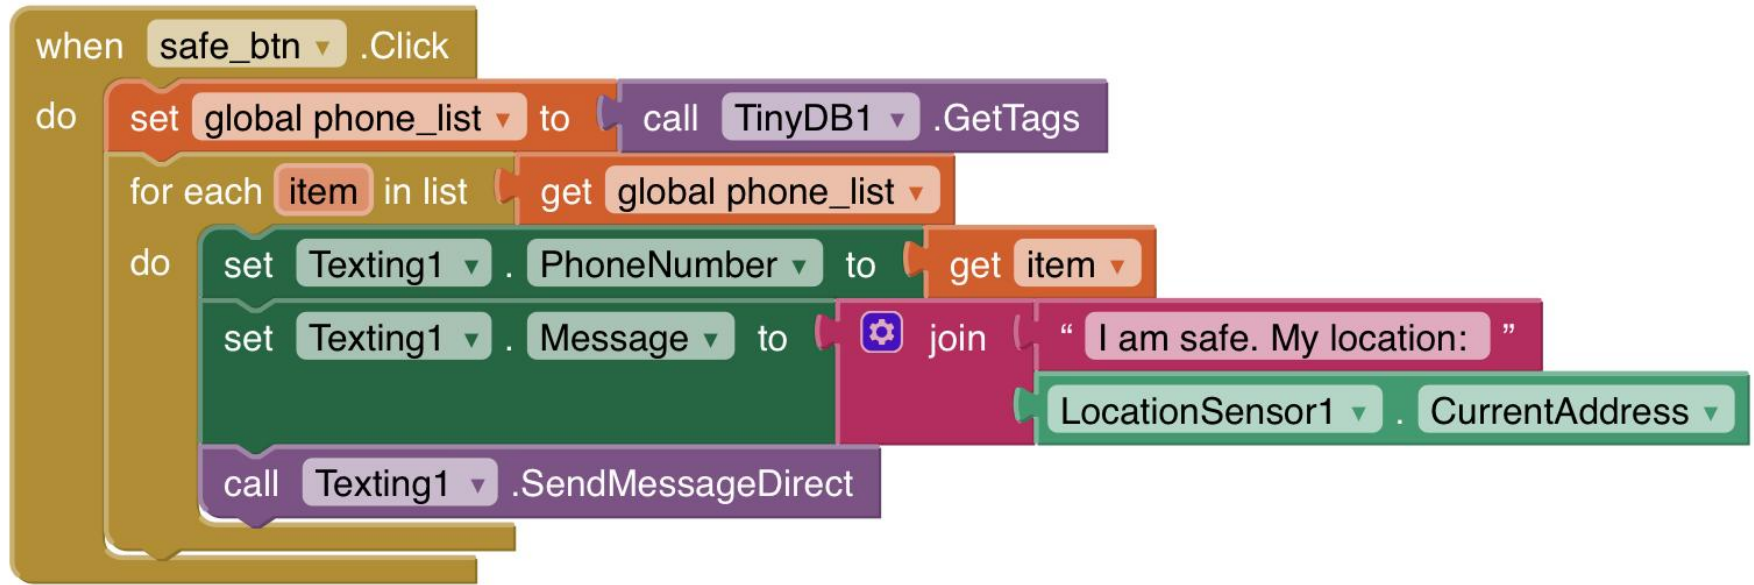 when safe_btn ▾ .Click
do set global phone_list ▾ to call TinyDB1 ▾ .GetTags
for each item in list get global phone_list ▾
do set Texting1 ▾ . PhoneNumber ▾ to get item ▾
set Texting1 ▾ . Message ▾ to join “ I am safe. My location: ”
LocationSensor1 ▾ . CurrentAddress ▾
call Texting1 ▾ .SendMessageDirect